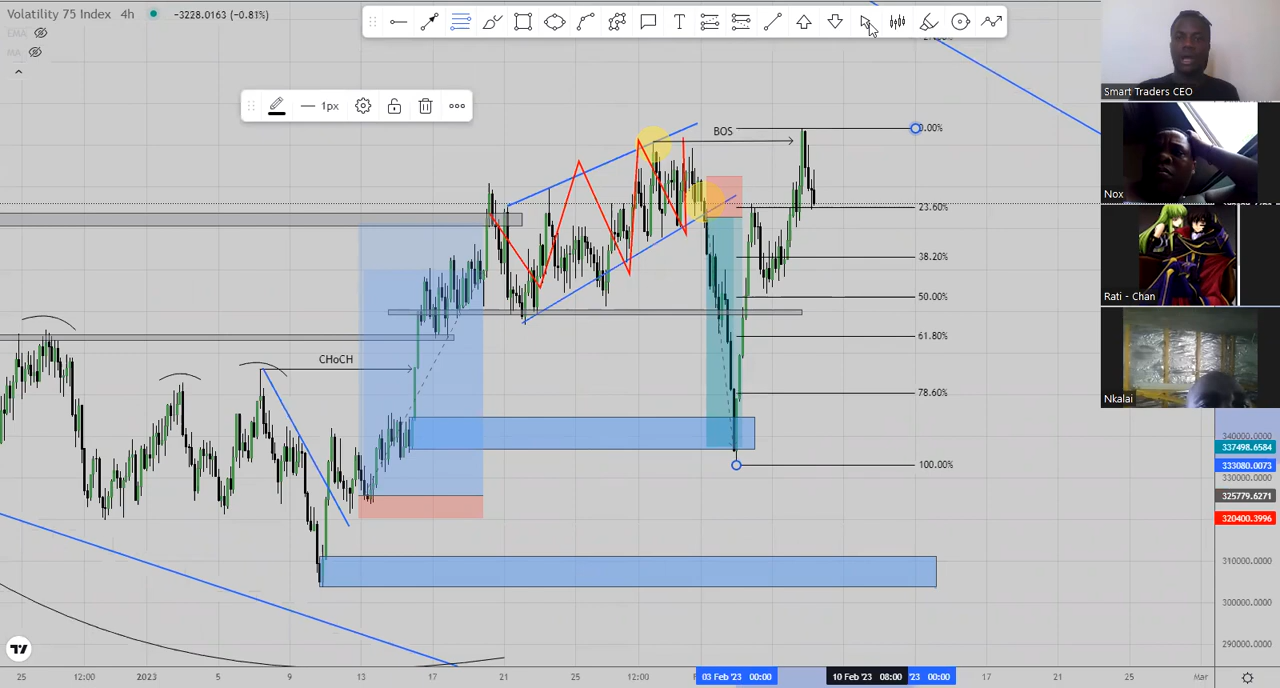 Volatility 75 Index 4h -3228.0163 (-0.81%)
EMA
MA
1px
T
BOS
CHoCH
0.00%
23.60%
38.20%
50.00%
61.80%
78.60%
100.00%
Smart Traders CEO
Nox
Rati - Chan
Nkalai
340000.0000
337498.6584
333080.0073
325779.6271
320400.3996
310000.0000
300000.0000
290000.0000
25 12:00 2023 5 9 13 17 21 25 12:00 03 Feb '23 00:00 10 Feb '23 08:00 '23 00:00 17 21 25 Mar